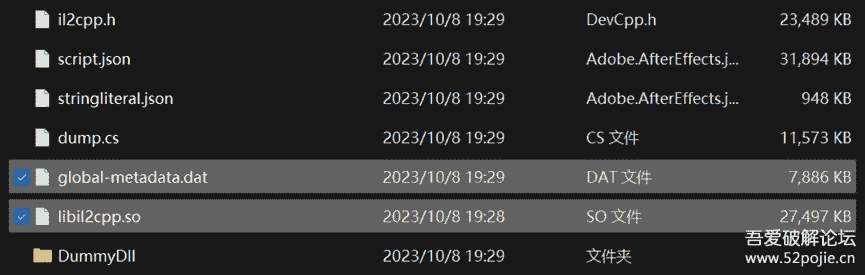 il2cpp.h 2023/10/8 19:29 DevCpp.h 23,489 KB
script.json 2023/10/8 19:29 Adobe.AfterEffects.j... 31,894 KB
stringliteral.json 2023/10/8 19:29 Adobe.AfterEffects.j... 948 KB
dump.cs 2023/10/8 19:29 CS 文件 11,573 KB
global-metadata.dat 2023/10/8 19:29 DAT 文件 7,886 KB
libil2cpp.so 2023/10/8 19:28 SO 文件 27,497 KB
DummyDll 2023/10/8 19:29 文件夹
吾爱破解论坛
www.52pojie.cn